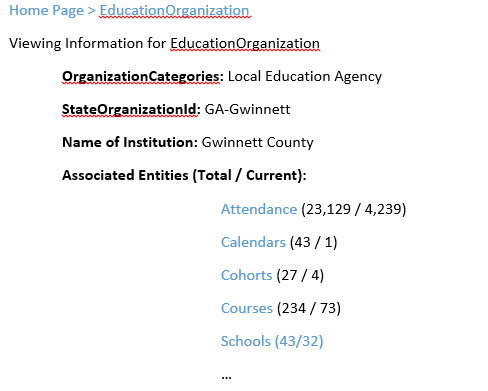 Home Page > EducationOrganization
Viewing Information for EducationOrganization
OrganizationCategories: Local Education Agency
StateOrganizationId: GA-Gwinnett
Name of Institution: Gwinnett County
Associated Entities (Total / Current):
Attendance (23,129 / 4,239)
Calendars (43 / 1)
Cohorts (27 / 4)
Courses (234 / 73)
Schools (43/32)
...